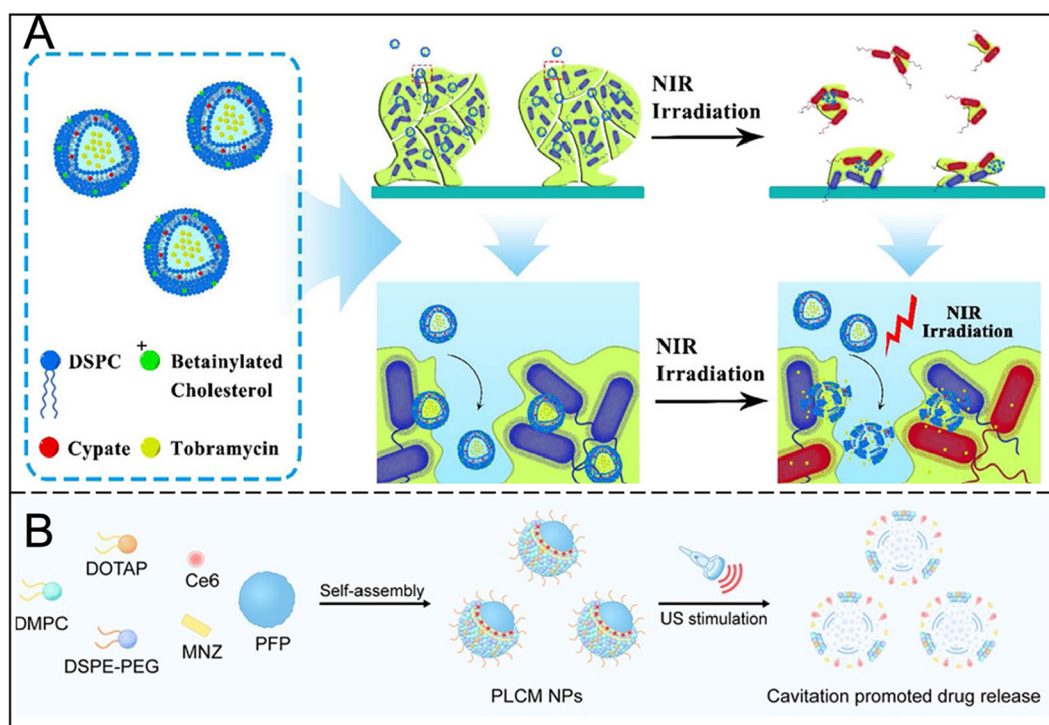 A
NIR
Irradiation
DSPC
+
Betainylated
Cholesterol
Cypate
Tobramycin
NIR
Irradiation
NIR
Irradiation
B
DOTAP
Ce6
DMPC
DSPE-PEG
MNZ
PFP
Self-assembly
PLCM NPs
US stimulation
Cavitation promoted drug release